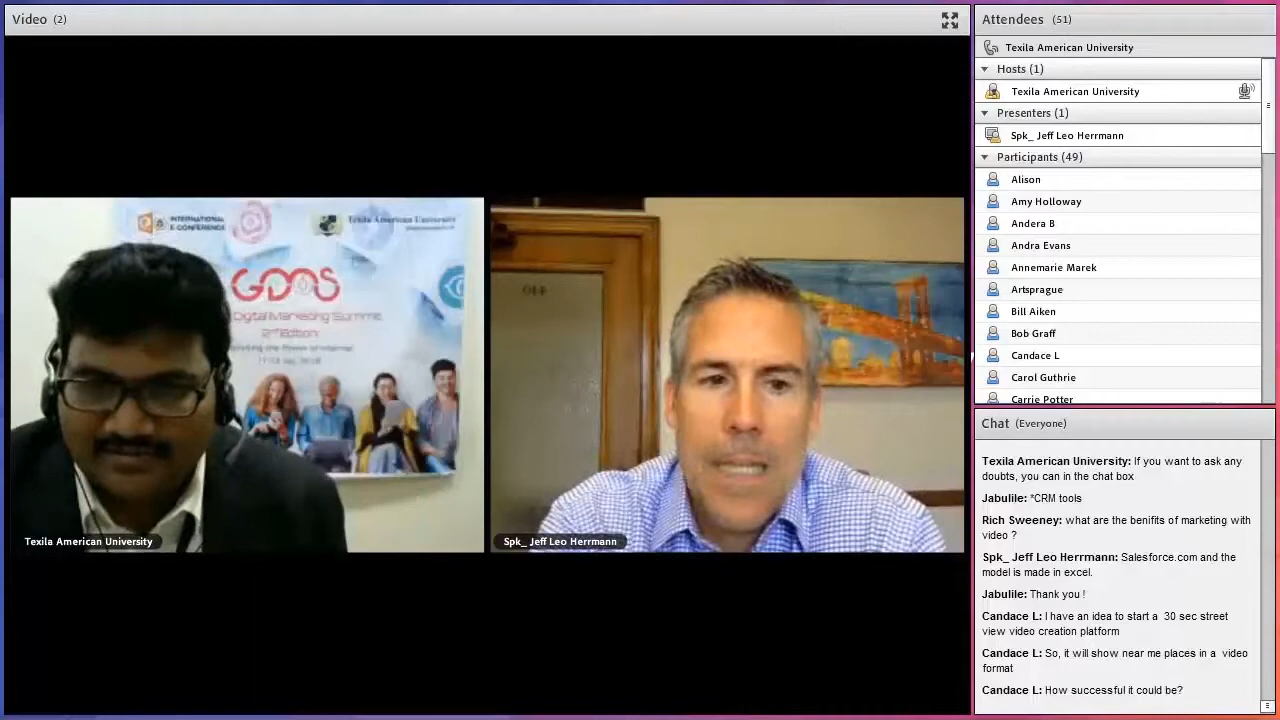 Video (2)
INTERNATIONAL
E-CONFERENCE
Texila American University
GDMS
Digital Marketing Summit
2nd Edition
Texila American University
Spk_ Jeff Leo Herrmann
Attendees (51)
Texila American University
Hosts (1)
Texila American University
Presenters (1)
Spk_ Jeff Leo Herrmann
Participants (49)
Alison
Amy Holloway
Andera B
Andra Evans
Annemarie Marek
Artsprague
Bill Aiken
Bob Graff
Candace L
Carol Guthrie
Carrie Potter
Chat (Everyone)
Texila American University: If you want to ask any
doubts, you can in the chat box
Jabulile: *CRM tools
Rich Sweeney: what are the benifits of marketing with
video ?
Spk_ Jeff Leo Herrmann: Salesforce.com and the
model is made in excel.
Jabulile: Thank you !
Candace L: I have an idea to start a 30 sec street
view video creation platform
Candace L: So, it will show near me places in a video
format
Candace L: How successful it could be?